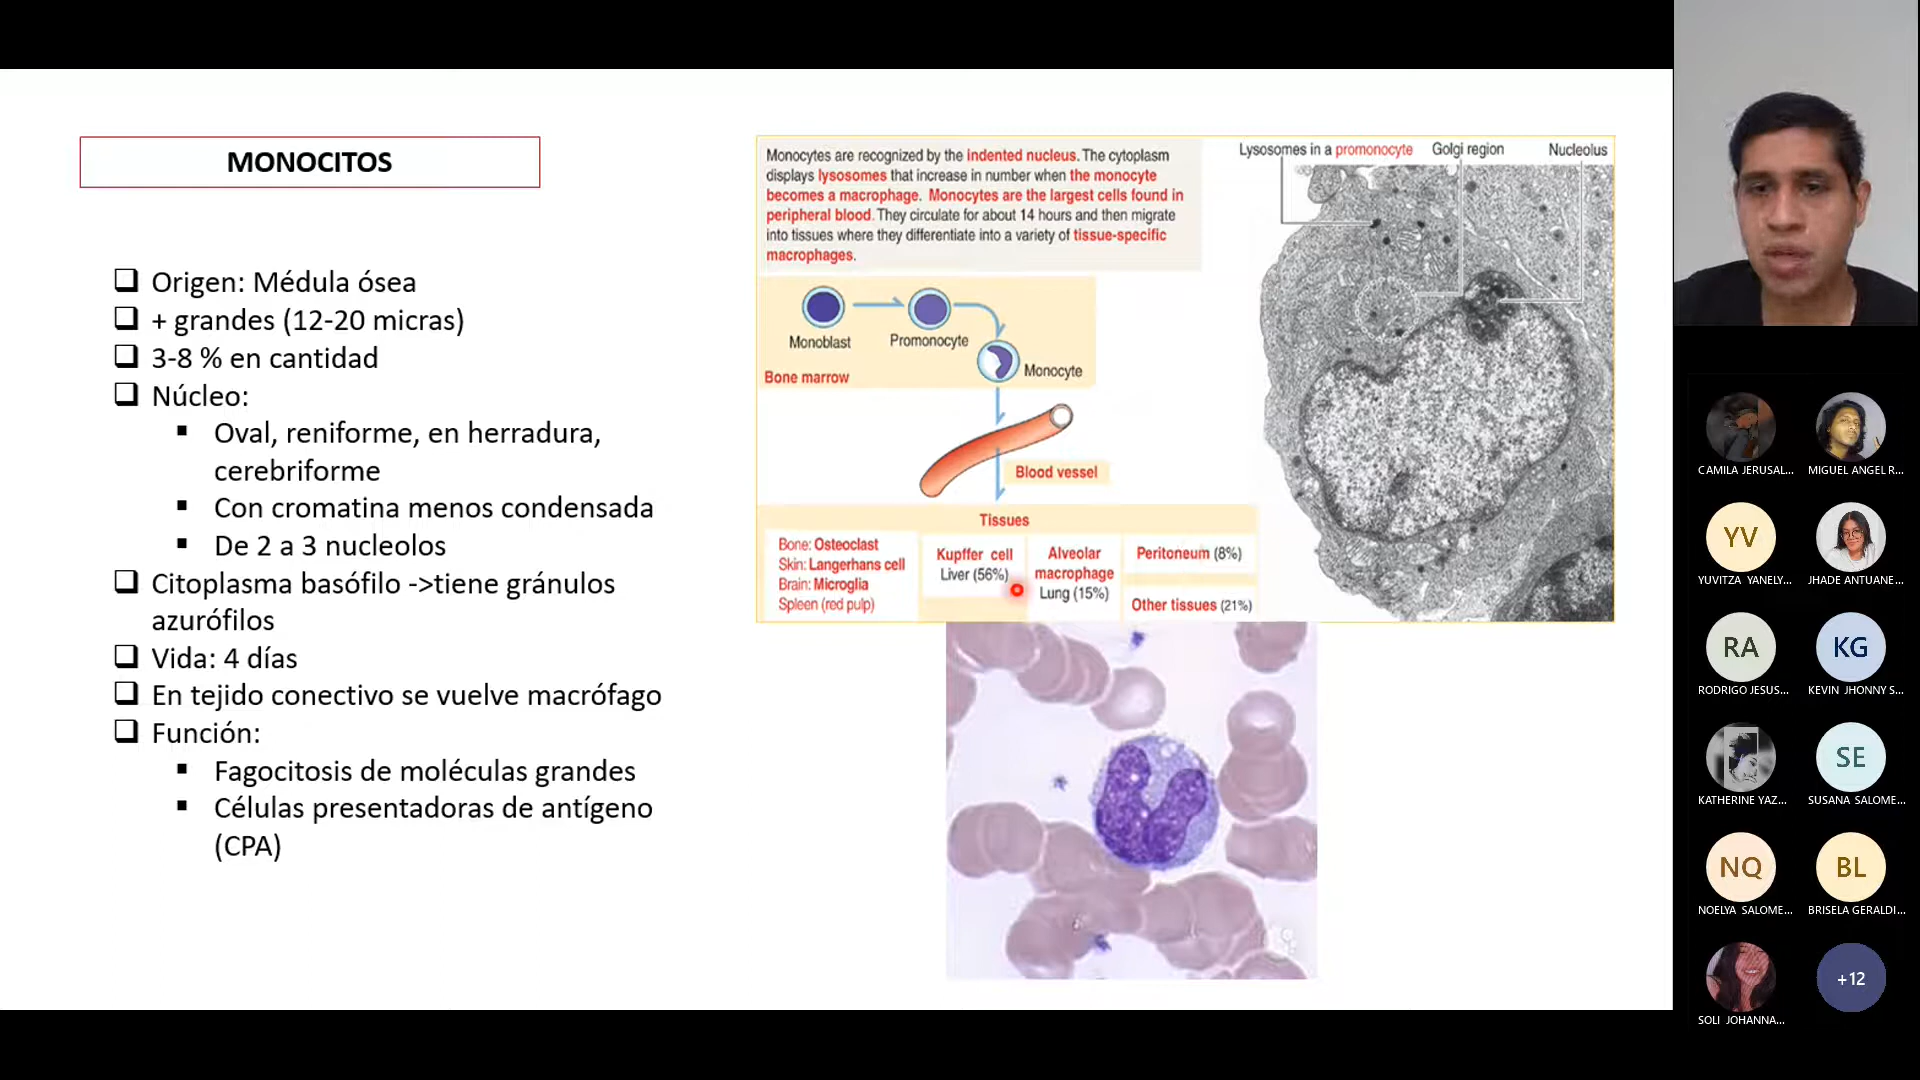 MONOCITOS
❑ Origen: Médula ósea
❑ + grandes (12-20 micras)
❑ 3-8 % en cantidad
❑ Núcleo:
▪ Oval, reniforme, en herradura,
cerebriforme
▪ Con cromatina menos condensada
▪ De 2 a 3 nucleolos
❑ Citoplasma basófilo ->tiene gránulos
azurófilos
❑ Vida: 4 días
❑ En tejido conectivo se vuelve macrófago
❑ Función:
▪ Fagocitosis de moléculas grandes
▪ Células presentadoras de antígeno
(CPA)
Monocytes are recognized by the indented nucleus. The cytoplasm
displays lysosomes that increase in number when the monocyte
becomes a macrophage. Monocytes are the largest cells found in
peripheral blood. They circulate for about 14 hours and then migrate
into tissues where they differentiate into a variety of tissue-specific
macrophages.
Lysosomes in a promonocyte
Golgi region
Nucleolus
Monoblast
Promonocyte
Monocyte
Bone marrow
Blood vessel
Tissues
Bone: Osteoclast
Skin: Langerhans cell
Brain: Microglia
Spleen (red pulp)
Kupffer cell
Liver (56%)
Alveolar
macrophage
Lung (15%)
Peritoneum (8%)
Other tissues (21%)
CAMILA JERUSAL...
MIGUEL ANGEL R...
YV
YUVITZA YANELY...
JHADE ANTUANE...
RA
RODRIGO JESUS...
KG
KEVIN JHONNY S...
KATHERINE YAZ...
SE
SUSANA SALOME...
NQ
NOELYA SALOME...
BL
BRISELA GERALDI...
SOLI JOHANNA...
+12